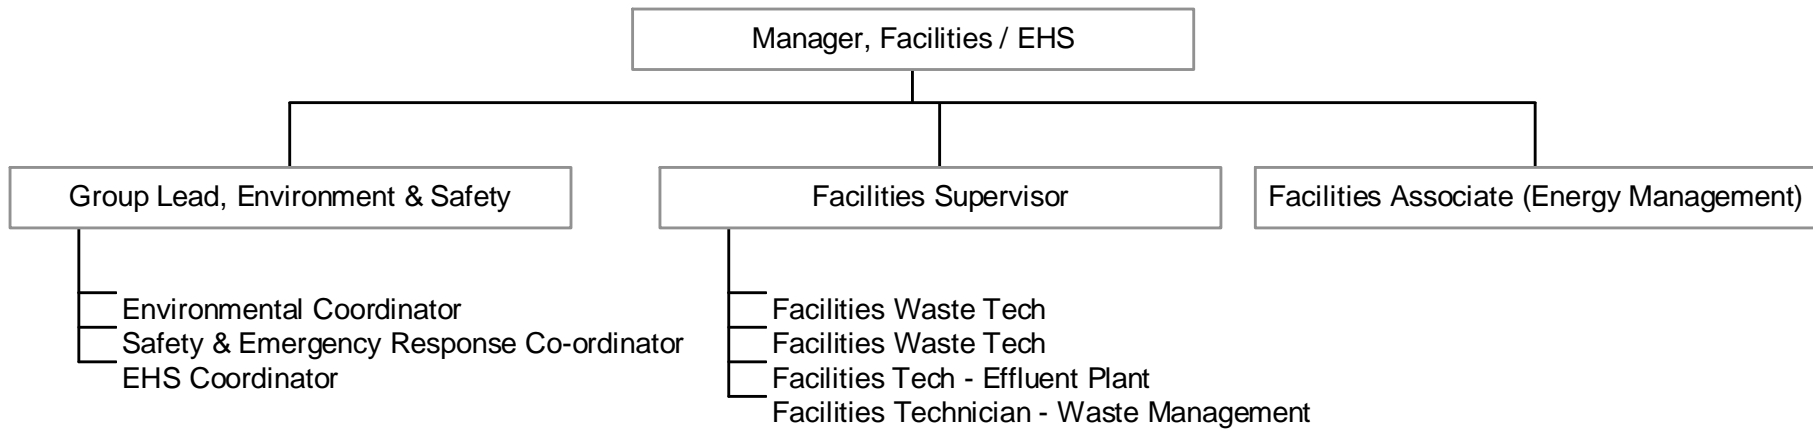 Manager, Facilities / EHS
Group Lead, Environment & Safety
Facilities Supervisor
Facilities Associate (Energy Management)
Environmental Coordinator
Safety & Emergency Response Co-ordinator
EHS Coordinator
Facilities Waste Tech
Facilities Waste Tech
Facilities Tech - Effluent Plant
Facilities Technician - Waste Management